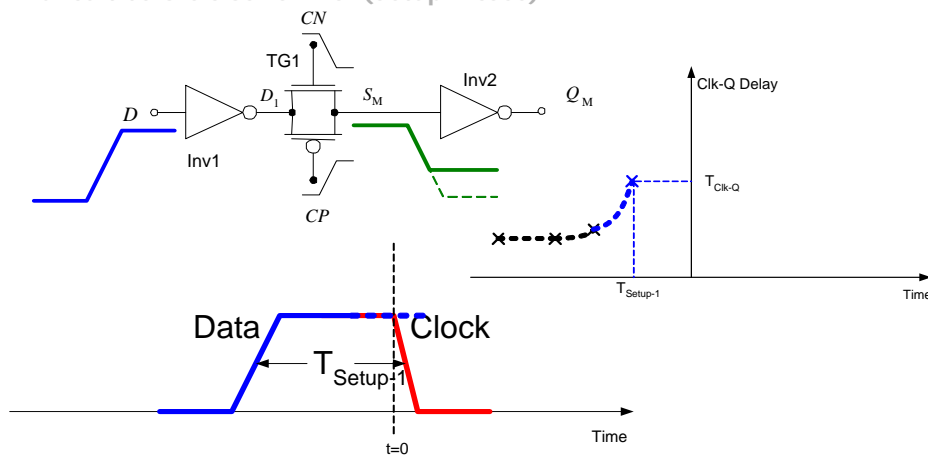 CN
TG1
Inv2
Clk-Q Delay
D
D1
SM
QM
Inv1
TClk-Q
CP
TSetup-1
Time
Data
Clock
TSetup-1
Time
t=0